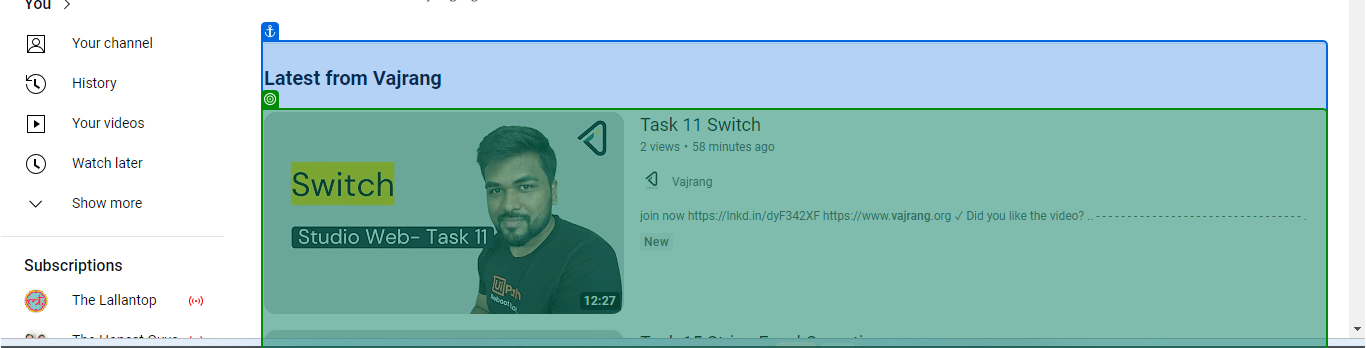 You
Your channel
History
Your videos
Watch later
Show more
Subscriptions
The Lallantop
Latest from Vajrang
Switch
Studio Web- Task 11
UiPath
Reboot
12:27
Task 11 Switch
2 views • 58 minutes ago
Vajrang
join now https://lnkd.in/dyF342XF https://www.vajrang.org ✓ Did you like the video? .. - - - - - - - - - - - - - - - - - - - - - - - - - - - - - - - - - .
New